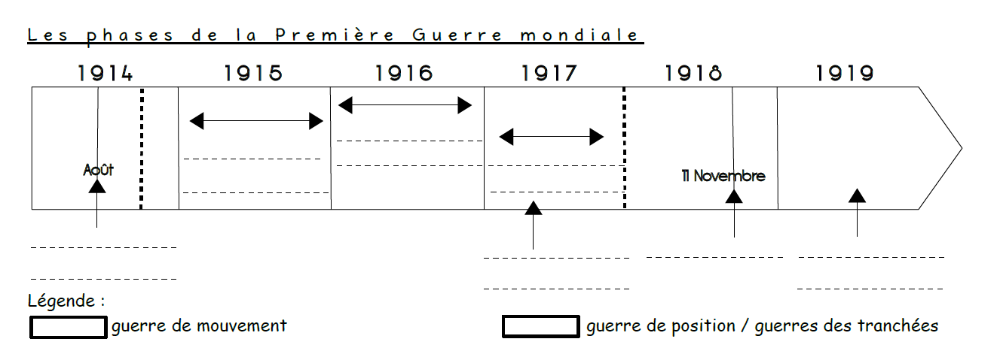 Les phases de la Première Guerre mondiale
1914 1915 1916 1917 1918 1919
Août
11 Novembre
Légende :
guerre de mouvement
guerre de position / guerres des tranchées